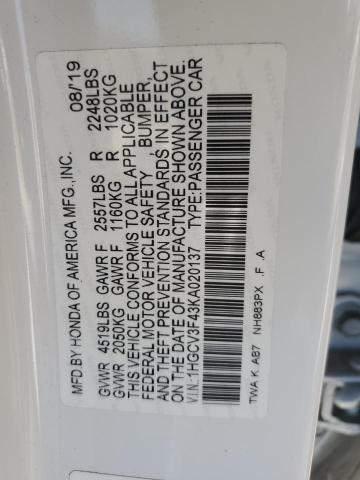 MFD BY HONDA OF AMERICA MFG.,INC. 08/19
GVWR 4519LBS GAWR F 2557LBS R 2248LBS
GVWR 2050KG GAWR F 1160KG R 1020KG
THIS VEHICLE CONFORMS TO ALL APPLICABLE
FEDERAL MOTOR VEHICLE SAFETY , BUMPER,
AND THEFT PREVENTION STANDARDS IN EFFECT
ON THE DATE OF MANUFACTURE SHOWN ABOVE.
V.I.N.:1HGCV3F43KA020137 TYPE:PASSENGER CAR
TWA K AB7 NH883PX .F .A